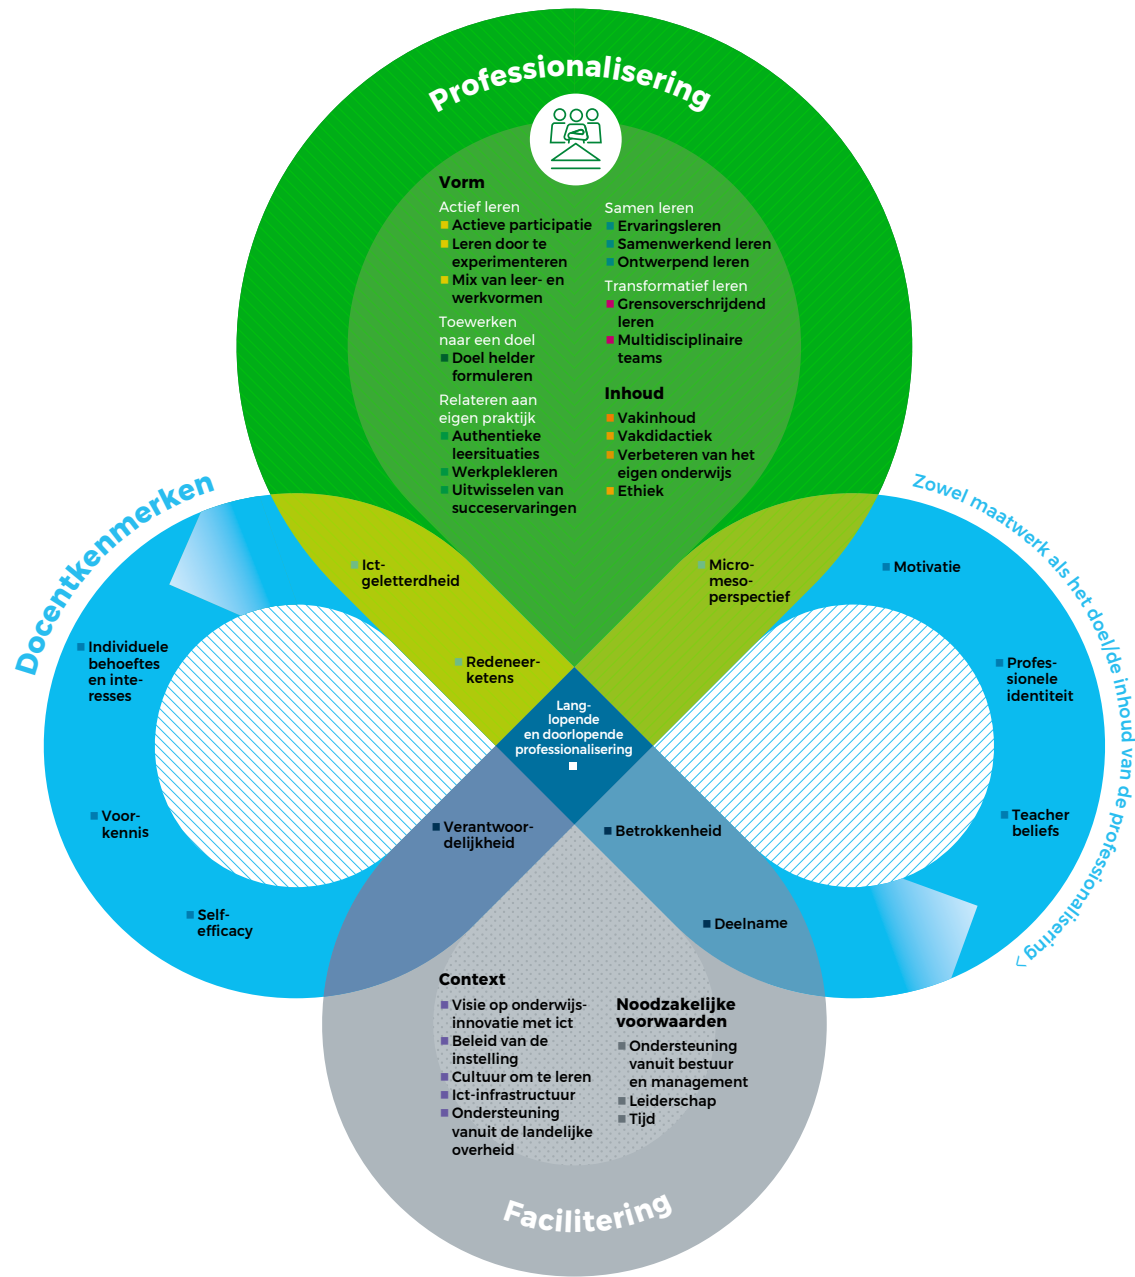 Professionalisering
Vorm
Actief leren
Actieve participatie
Leren door te
experimenteren
Mix van leer- en
werkvormen
Toewerken
naar een doel
Doel helder
formuleren
Relateren aan
eigen praktijk
Authentieke
leersituaties
Werkplekleren
Uitwisselen van
succeservaringen
Samen leren
Ervaringsleren
Samenwerkend leren
Ontwerpend leren
Transformatief leren
Grensoverschrijdend
leren
Multidisciplinaire
teams
Inhoud
Vakinhoud
Vakdidactiek
Verbeteren van het
eigen onderwijs
Ethiek
Docentkenmerken
Zowel maatwerk als het doel/de inhoud van de professionalisering >
Ict-
geletterdheid
Redeneer-
ketens
Micro-
meso-
perspectief
Motivatie
Individuele
behoeftes
en inte-
resses
Profes-
sionele
identiteit
Lang-
lopende
en doorlopende
professionalisering
Voor-
kennis
Verantwoor-
delijkheid
Betrokkenheid
Teacher
beliefs
Self-
efficacy
Deelname
Context
Visie op onderwijs-
innovatie met ict
Beleid van de
instelling
Cultuur om te leren
Ict-infrastructuur
Ondersteuning
vanuit de landelijke
overheid
Noodzakelijke
voorwaarden
Ondersteuning
vanuit bestuur
en management
Leiderschap
Tijd
Facilitering